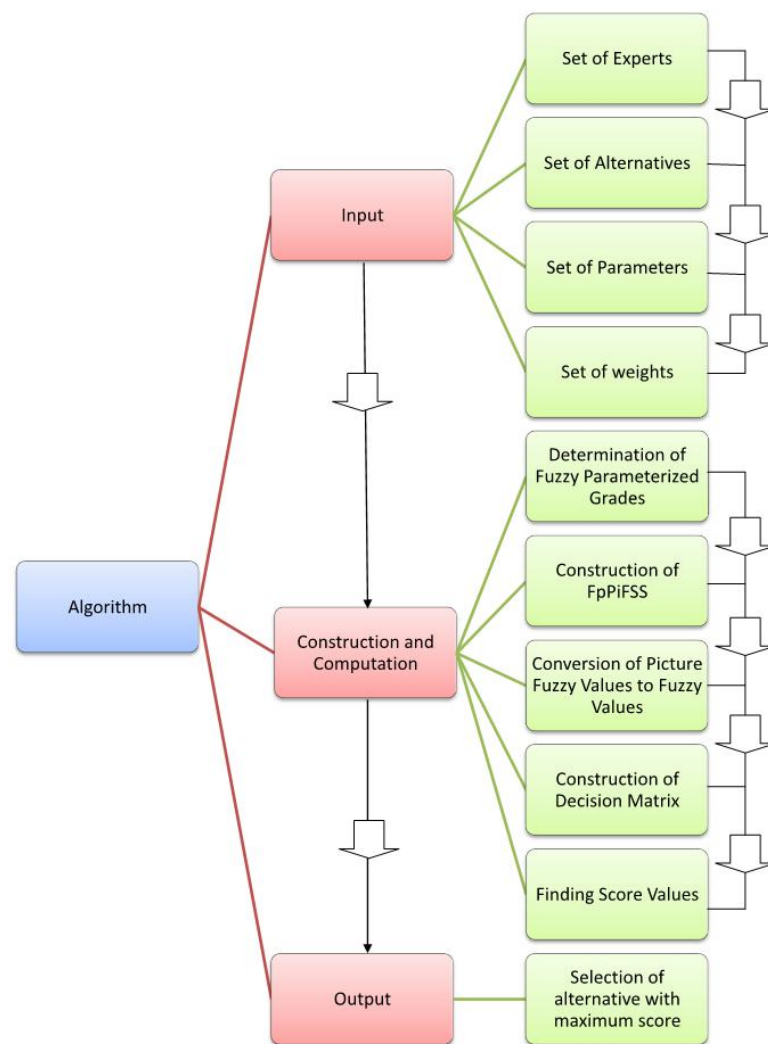 Set of Experts
Set of Alternatives
Input
Set of Parameters
Set of weights
Determination of
Fuzzy Parameterized
Grades
Construction of
FpPiFSS
Algorithm
Construction and
Computation
Conversion of Picture
Fuzzy Values to Fuzzy
Values
Construction of
Decision Matrix
Finding Score Values
Output
Selection of
alternative with
maximum score